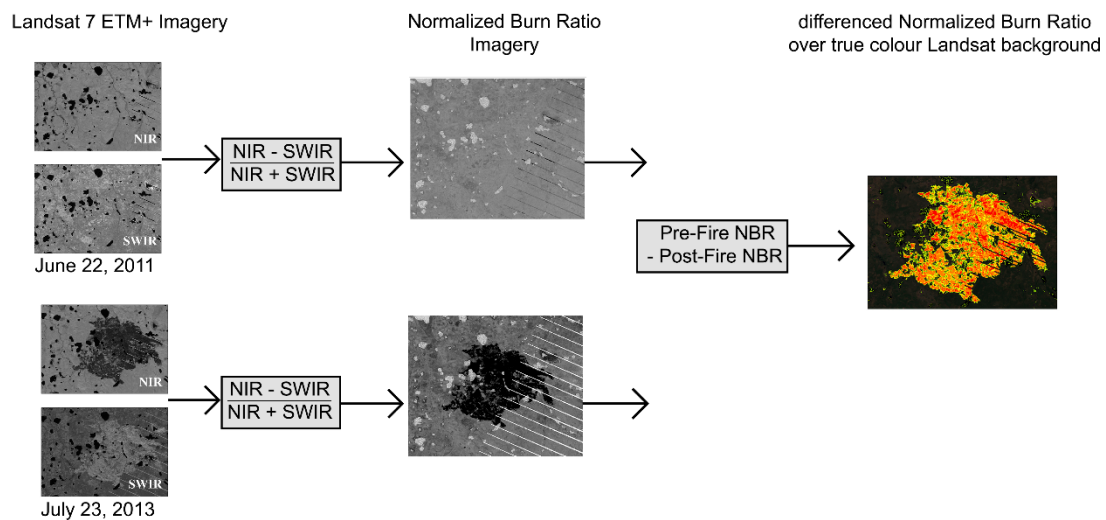 Landsat 7 ETM+ Imagery
Normalized Burn Ratio
Imagery
differenced Normalized Burn Ratio
over true colour Landsat background
NIR
SWIR
June 22, 2011
NIR - SWIR
NIR + SWIR
Pre-Fire NBR
- Post-Fire NBR
NIR
SWIR
July 23, 2013
NIR - SWIR
NIR + SWIR